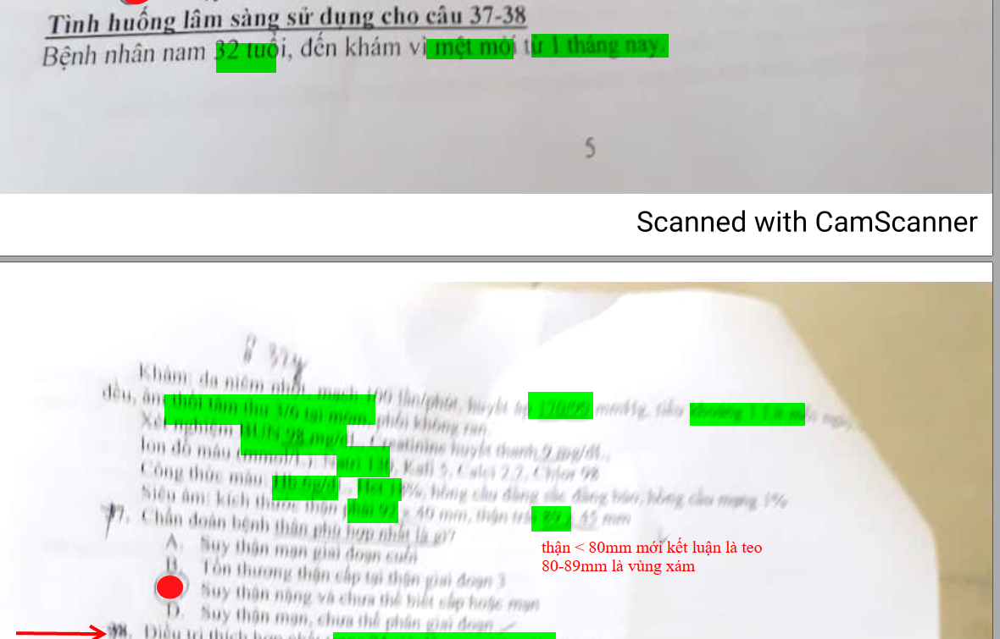 Tình huống lâm sàng sử dụng cho câu 37-38
Bệnh nhân nam 32 tuổi, đến khám vì mệt mỏi từ 1 tháng nay.
5
Scanned with CamScanner
Khám: da niêm nhợt, mạch 100 lần/phút, huyết áp 170/90 mmHg, tiểu khoảng
đều, âm thổi tâm thu 3/6 tại mỏm, phổi không ran
Xét nghiệm BUN 98 mg/dl, Creatinine huyết thanh 9 mg/dl.
Ion đồ máu (mmol/L): Natri 130, Kali 5, Calci 2.2, Chlor 98
Công thức máu: Hb 6g/dl, Hct 18%, hồng cầu đẳng sắc đẳng bào, hồng cầu mạng 1%
Siêu âm: kích thước thận phải 92 x 40 mm, thận trái 89 x 45 mm
37. Chẩn đoán bệnh thận phù hợp nhất là gì?
A. Suy thận mạn giai đoạn cuối
thận < 80mm mới kết luận là teo
B. Tổn thương thận cấp tại thận giai đoạn 3
80-89mm là vùng xám
Suy thận nặng và chưa thể biết cấp hoặc mạn
D. Suy thận mạn, chưa thể phân giai đoạn
38. Điều trị thích hợp nhất